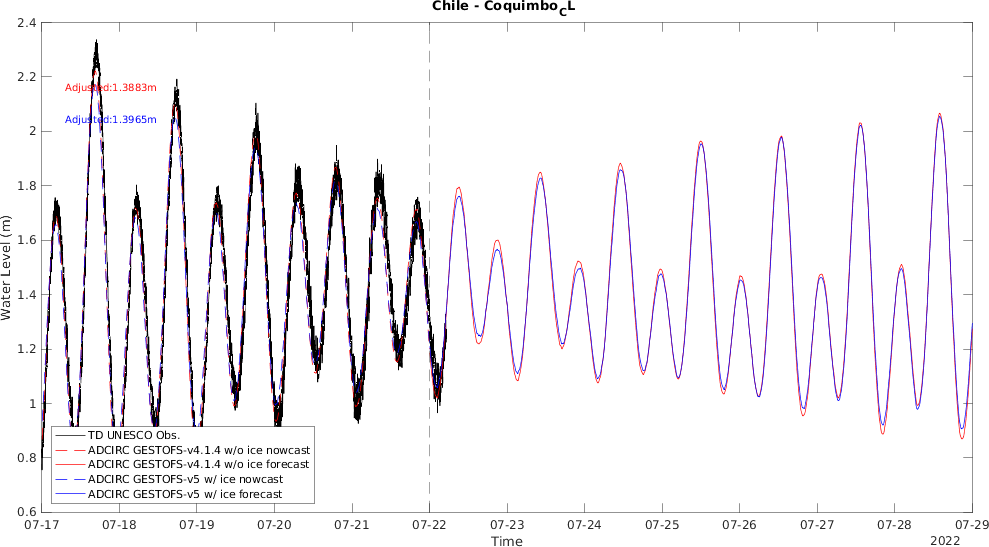 Chile - Coquimbo_CL
2.4
2.2
2
1.8
1.6
1.4
1.2
1
0.8
0.6
Water Level (m)
Adjusted:1.3883m
Adjusted:1.3965m
TD UNESCO Obs.
ADCIRC GESTOFS-v4.1.4 w/o ice nowcast
ADCIRC GESTOFS-v4.1.4 w/o ice forecast
ADCIRC GESTOFS-v5 w/ ice nowcast
ADCIRC GESTOFS-v5 w/ ice forecast
07-17 07-18 07-19 07-20 07-21 07-22 07-23 07-24 07-25 07-26 07-27 07-28 07-29
Time
2022